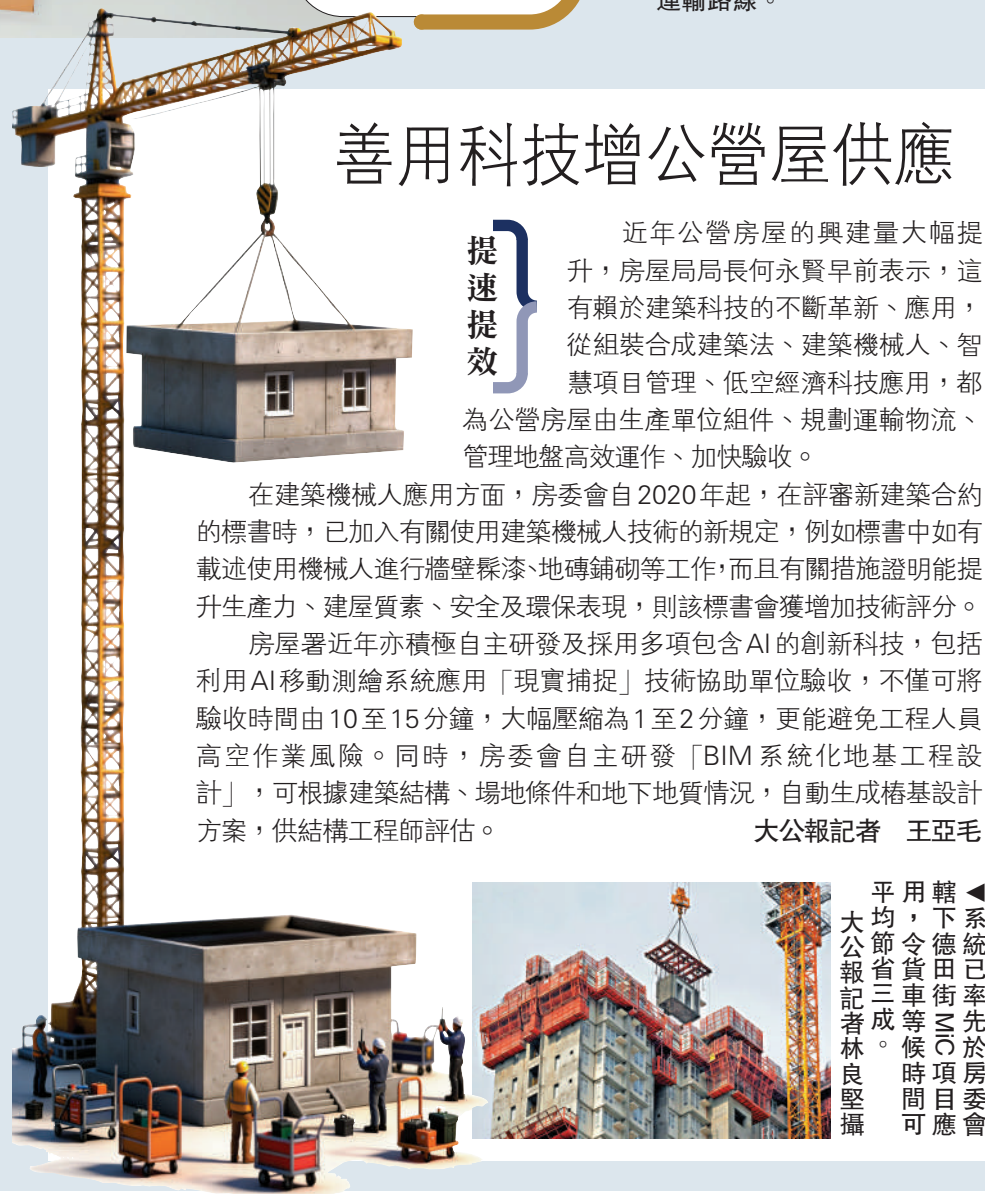 運輸路線。
善用科技增公營屋供應
提速提效
近年公營房屋的興建量大幅提
升，房屋局局長何永賢早前表示，這
有賴於建築科技的不斷革新、應用，
從組裝合成建築法、建築機械人、智
慧項目管理、低空經濟科技應用，都
為公營房屋由生產單位組件、規劃運輸物流、
管理地盤高效運作、加快驗收。
在建築機械人應用方面，房委會自2020年起，在評審新建築合約
的標書時，已加入有關使用建築機械人技術的新規定，例如標書中如有
載述使用機械人進行牆壁髹漆、地磚鋪砌等工作，而且有關措施證明能提
升生產力、建屋質素、安全及環保表現，則該標書會獲增加技術評分。
房屋署近年亦積極自主研發及採用多項包含AI的創新科技，包括
利用AI移動測繪系統應用「現實捕捉」技術協助單位驗收，不僅可將
驗收時間由10至15分鐘，大幅壓縮為1至2分鐘，更能避免工程人員
高空作業風險。同時，房委會自主研發「BIM系統化地基工程設
計」，可根據建築結構、場地條件和地下地質情況，自動生成樁基設計
方案，供結構工程師評估。　大公報記者　王亞毛
◀系統已率先於房委會
轄下德田街MiC項目應
用，令貨車等候時間可
平均節省三成。
大公報記者林良堅攝